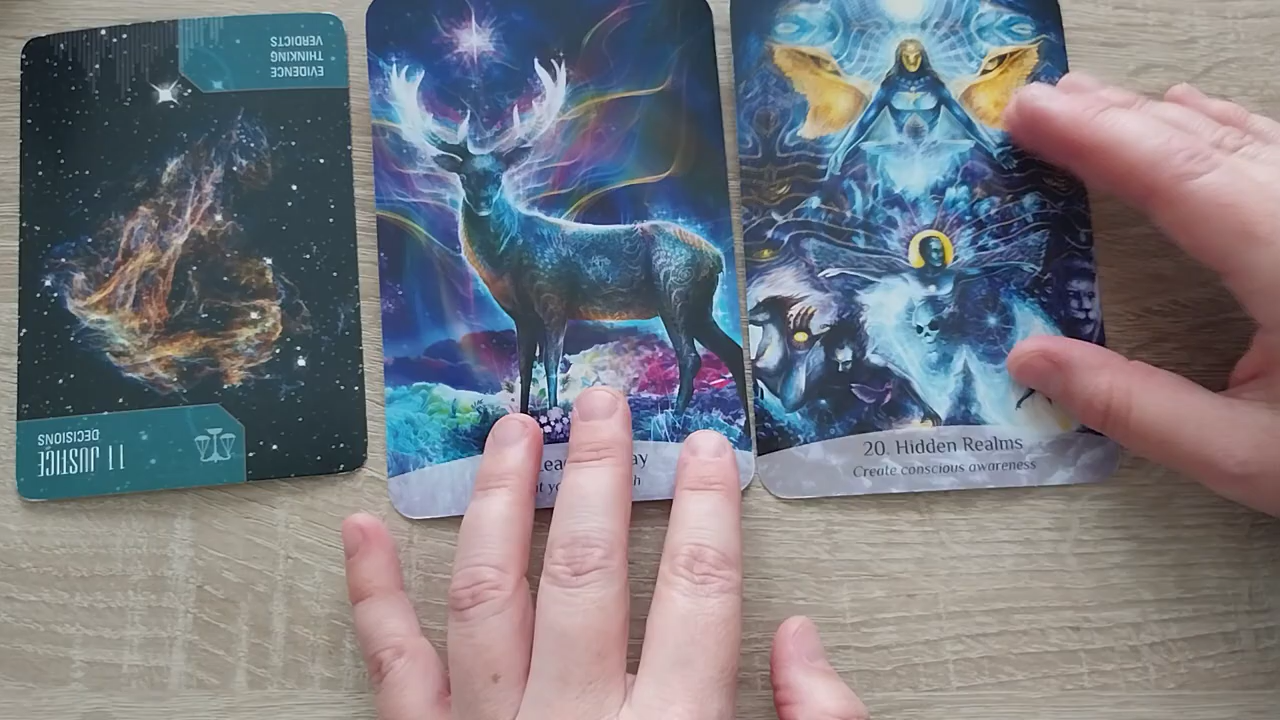 11 JUSTICE
DECISIONS
EVIDENCE
THINKING
VERDICTS
20. Hidden Realms
Create conscious awareness